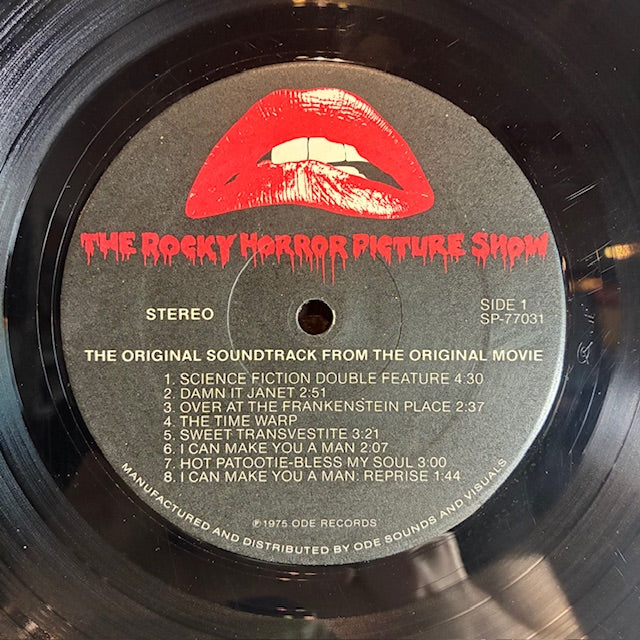 THE ROCKY HORROR PICTURE SHOW
STEREO
SIDE 1
SP-77031
THE ORIGINAL SOUNDTRACK FROM THE ORIGINAL MOVIE
1. SCIENCE FICTION DOUBLE FEATURE 4:30
2. DAMN IT JANET 2:51
3. OVER AT THE FRANKENSTEIN PLACE 2:37
4. THE TIME WARP
5. SWEET TRANSVESTITE 3:21
6. I CAN MAKE YOU A MAN 2:07
7. HOT PATOOTIE-BLESS MY SOUL 3:00
8. I CAN MAKE YOU A MAN: REPRISE 1:44
℗1975 ODE RECORDS
MANUFACTURED AND DISTRIBUTED BY ODE SOUNDS AND VISUALS